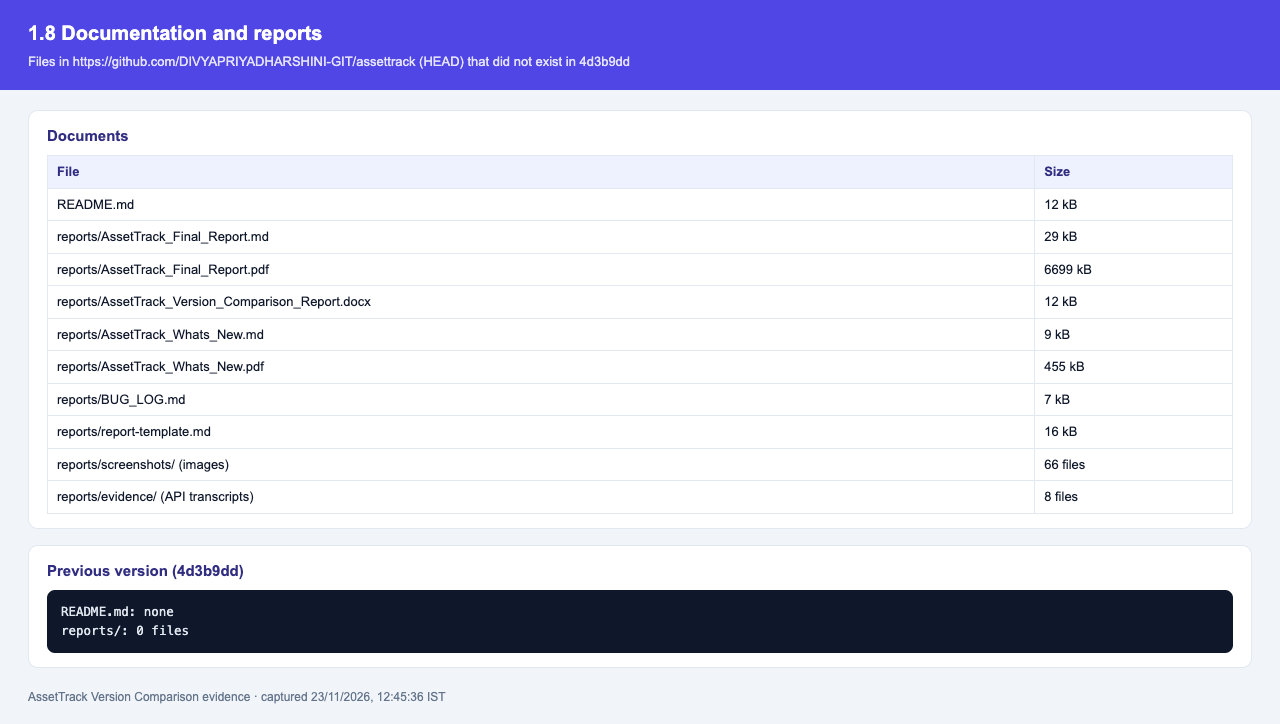 1.8 Documentation and reports
Files in https://github.com/DIVYAPRIYADHARSHINI-GIT/assettrack (HEAD) that did not exist in 4d3b9dd
Documents
File Size
README.md 12 kB
reports/AssetTrack_Final_Report.md 29 kB
reports/AssetTrack_Final_Report.pdf 6699 kB
reports/AssetTrack_Version_Comparison_Report.docx 12 kB
reports/AssetTrack_Whats_New.md 9 kB
reports/AssetTrack_Whats_New.pdf 455 kB
reports/BUG_LOG.md 7 kB
reports/report-template.md 16 kB
reports/screenshots/ (images) 66 files
reports/evidence/ (API transcripts) 8 files
Previous version (4d3b9dd)
README.md: none
reports/: 0 files
AssetTrack Version Comparison evidence · captured 23/11/2026, 12:45:36 IST